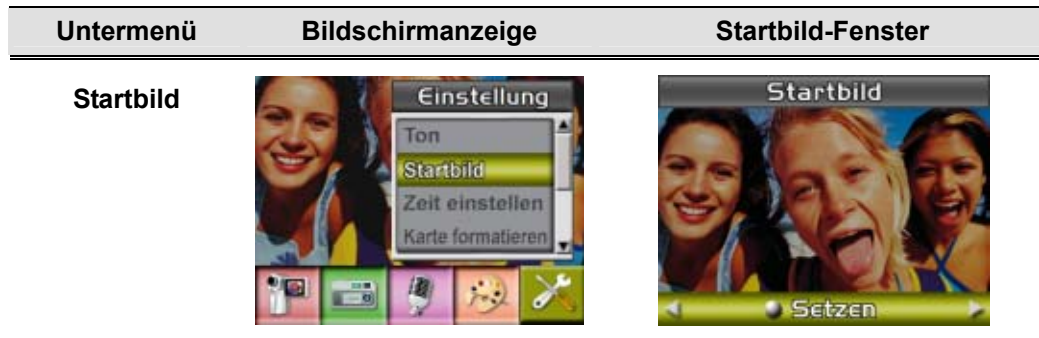 Untermenü Bildschirmanzeige Startbild-Fenster
Startbild
Einstellung
Ton
Startbild
Zeit einstellen
Karte formatieren
Startbild
Setzen